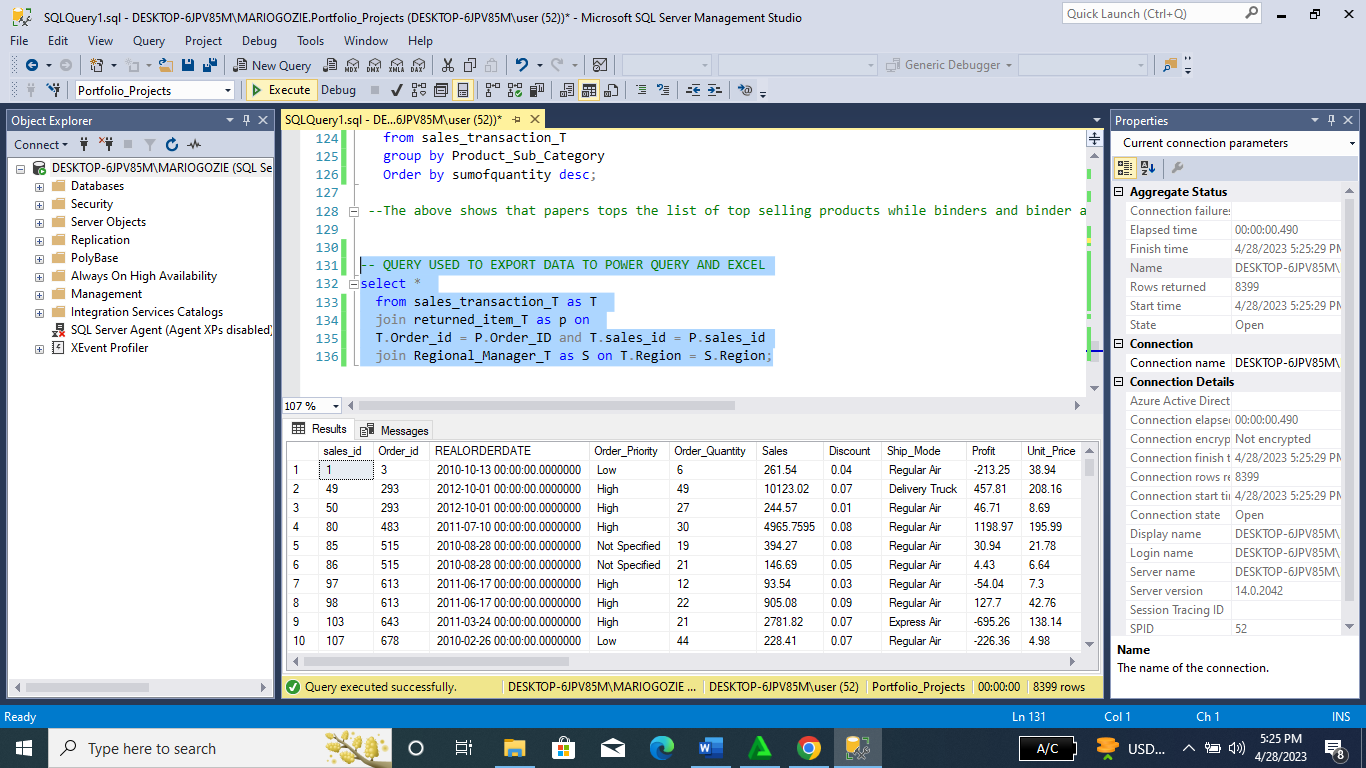 SQLQuery1.sql - DESKTOP-6JPV85M\MARIOGOZIE.Portfolio_Projects (DESKTOP-6JPV85M\user (52))* - Microsoft SQL Server Management Studio
Quick Launch (Ctrl+Q)
File Edit View Query Project Debug Tools Window Help
New Query MDX DMX XMLA DAX Generic Debugger
Portfolio_Projects Execute Debug
Object Explorer
Connect
DESKTOP-6JPV85M\MARIOGOZIE (SQL Se
Databases
Security
Server Objects
Replication
PolyBase
Always On High Availability
Management
Integration Services Catalogs
SQL Server Agent (Agent XPs disabled)
XEvent Profiler
SQLQuery1.sql - DE...6JPV85M\user (52))*
124 from sales_transaction_T
125 group by Product_Sub_Category
126 Order by sumofquantity desc;
127
128 --The above shows that papers tops the list of top selling products while binders and binder a
129
130
131 -- QUERY USED TO EXPORT DATA TO POWER QUERY AND EXCEL
132 select *
133 from sales_transaction_T as T
134 join returned_item_T as p on
135 T.Order_id = P.Order_ID and T.sales_id = P.sales_id
136 join Regional_Manager_T as S on T.Region = S.Region;
107 %
Results Messages
sales_id Order_id REALORDERDATE Order_Priority Order_Quantity Sales Discount Ship_Mode Profit Unit_Price
1 1 3 2010-10-13 00:00:00.0000000 Low 6 261.54 0.04 Regular Air -213.25 38.94
2 49 293 2012-10-01 00:00:00.0000000 High 49 10123.02 0.07 Delivery Truck 457.81 208.16
3 50 293 2012-10-01 00:00:00.0000000 High 27 244.57 0.01 Regular Air 46.71 8.69
4 80 483 2011-07-10 00:00:00.0000000 High 30 4965.7595 0.08 Regular Air 1198.97 195.99
5 85 515 2010-08-28 00:00:00.0000000 Not Specified 19 394.27 0.08 Regular Air 30.94 21.78
6 86 515 2010-08-28 00:00:00.0000000 Not Specified 21 146.69 0.05 Regular Air 4.43 6.64
7 97 613 2011-06-17 00:00:00.0000000 High 12 93.54 0.03 Regular Air -54.04 7.3
8 98 613 2011-06-17 00:00:00.0000000 High 22 905.08 0.09 Regular Air 127.7 42.76
9 103 643 2011-03-24 00:00:00.0000000 High 21 2781.82 0.07 Express Air -695.26 138.14
10 107 678 2010-02-26 00:00:00.0000000 Low 44 228.41 0.07 Regular Air -226.36 4.98
Query executed successfully. DESKTOP-6JPV85M\MARIOGOZIE ... DESKTOP-6JPV85M\user (52) Portfolio_Projects 00:00:00 8399 rows
Properties
Current connection parameters
Aggregate Status
Connection failures
Elapsed time 00:00:00.490
Finish time 4/28/2023 5:25:29 PM
Name DESKTOP-6JPV85M\
Rows returned 8399
Start time 4/28/2023 5:25:29 PM
State Open
Connection
Connection name DESKTOP-6JPV85M\
Connection Details
Azure Active Direct
Connection elapse 00:00:00.490
Connection encryp Not encrypted
Connection finish t 4/28/2023 5:25:29 PM
Connection rows re 8399
Connection start ti 4/28/2023 5:25:29 PM
Connection state Open
Display name DESKTOP-6JPV85M\
Login name DESKTOP-6JPV85M\
Server name DESKTOP-6JPV85M\
Server version 14.0.2042
Session Tracing ID
SPID 52
Name
The name of the connection.
Ready Ln 131 Col 1 Ch 1 INS
Type here to search A/C USD... 5:25 PM
4/28/2023 8